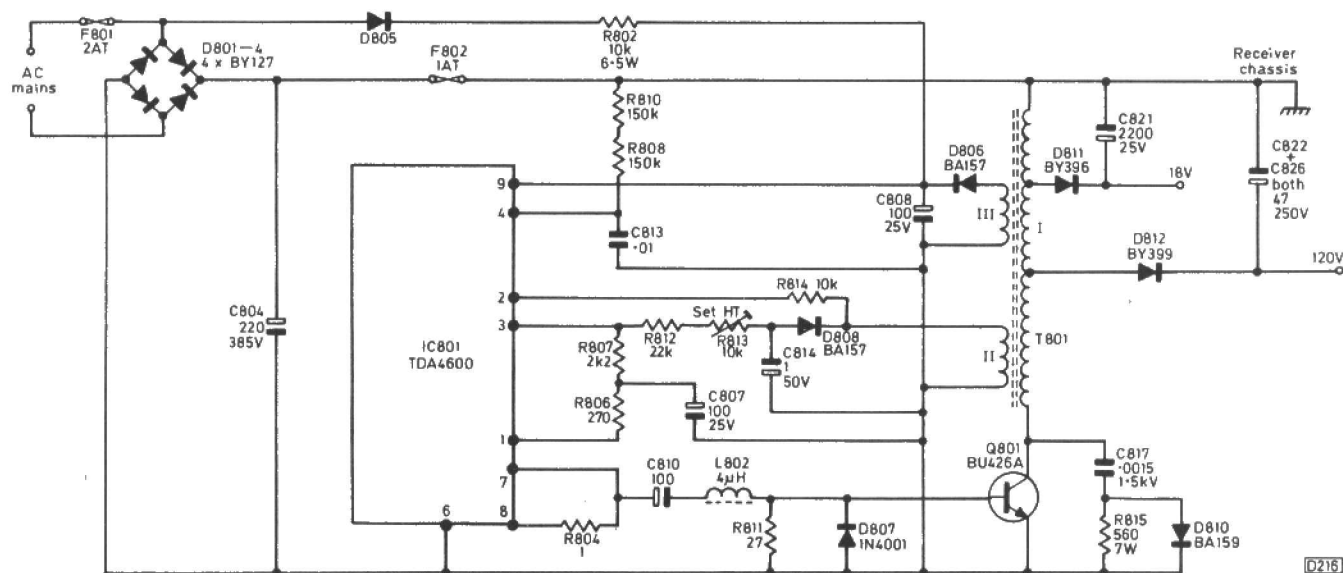 F801
2AT
AC
mains
D801–4
4 x BY127
D805
F802
1AT
R802
10k
6·5W
Receiver
chassis
R810
150k
R808
150k
C821
2200
25V
C822
+
C826
both
47
250V
D806
BA157
D811
BY396
18V
9
4
C813
·01
C808
100
25V
III
I
D812
BY399
120V
C804
220
385V
IC801
TDA4600
2
3
R814 10k
Set HT
R812
22k
R813
10k
D808
BA157
C814
1
50V
II
T801
R807
2k2
R806
270
C807
100
25V
1
7
8
6
R804
1
C810
100
L802
4µH
R811
27
D807
1N4001
Q801
BU426A
C817
·0015
1·5kV
R815
560
7W
D810
BA159
D216